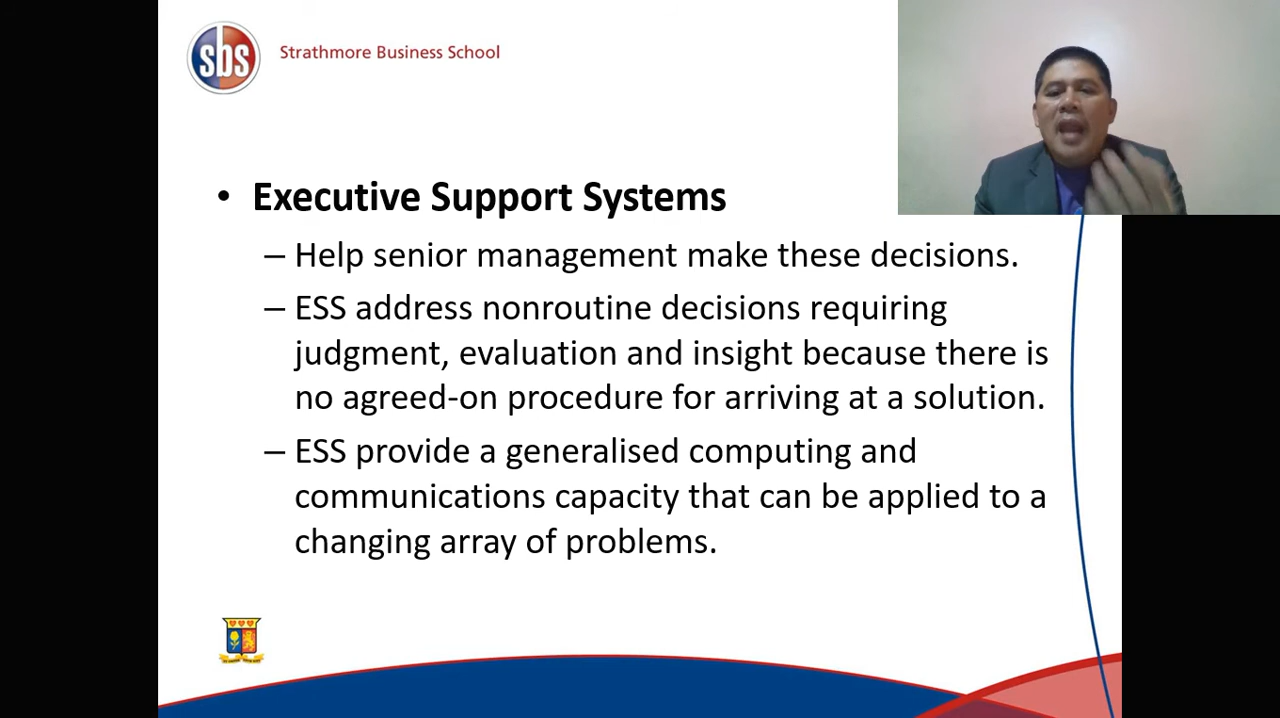 sbs
Strathmore Business School
• Executive Support Systems
– Help senior management make these decisions.
– ESS address nonroutine decisions requiring
judgment, evaluation and insight because there is
no agreed-on procedure for arriving at a solution.
– ESS provide a generalised computing and
communications capacity that can be applied to a
changing array of problems.